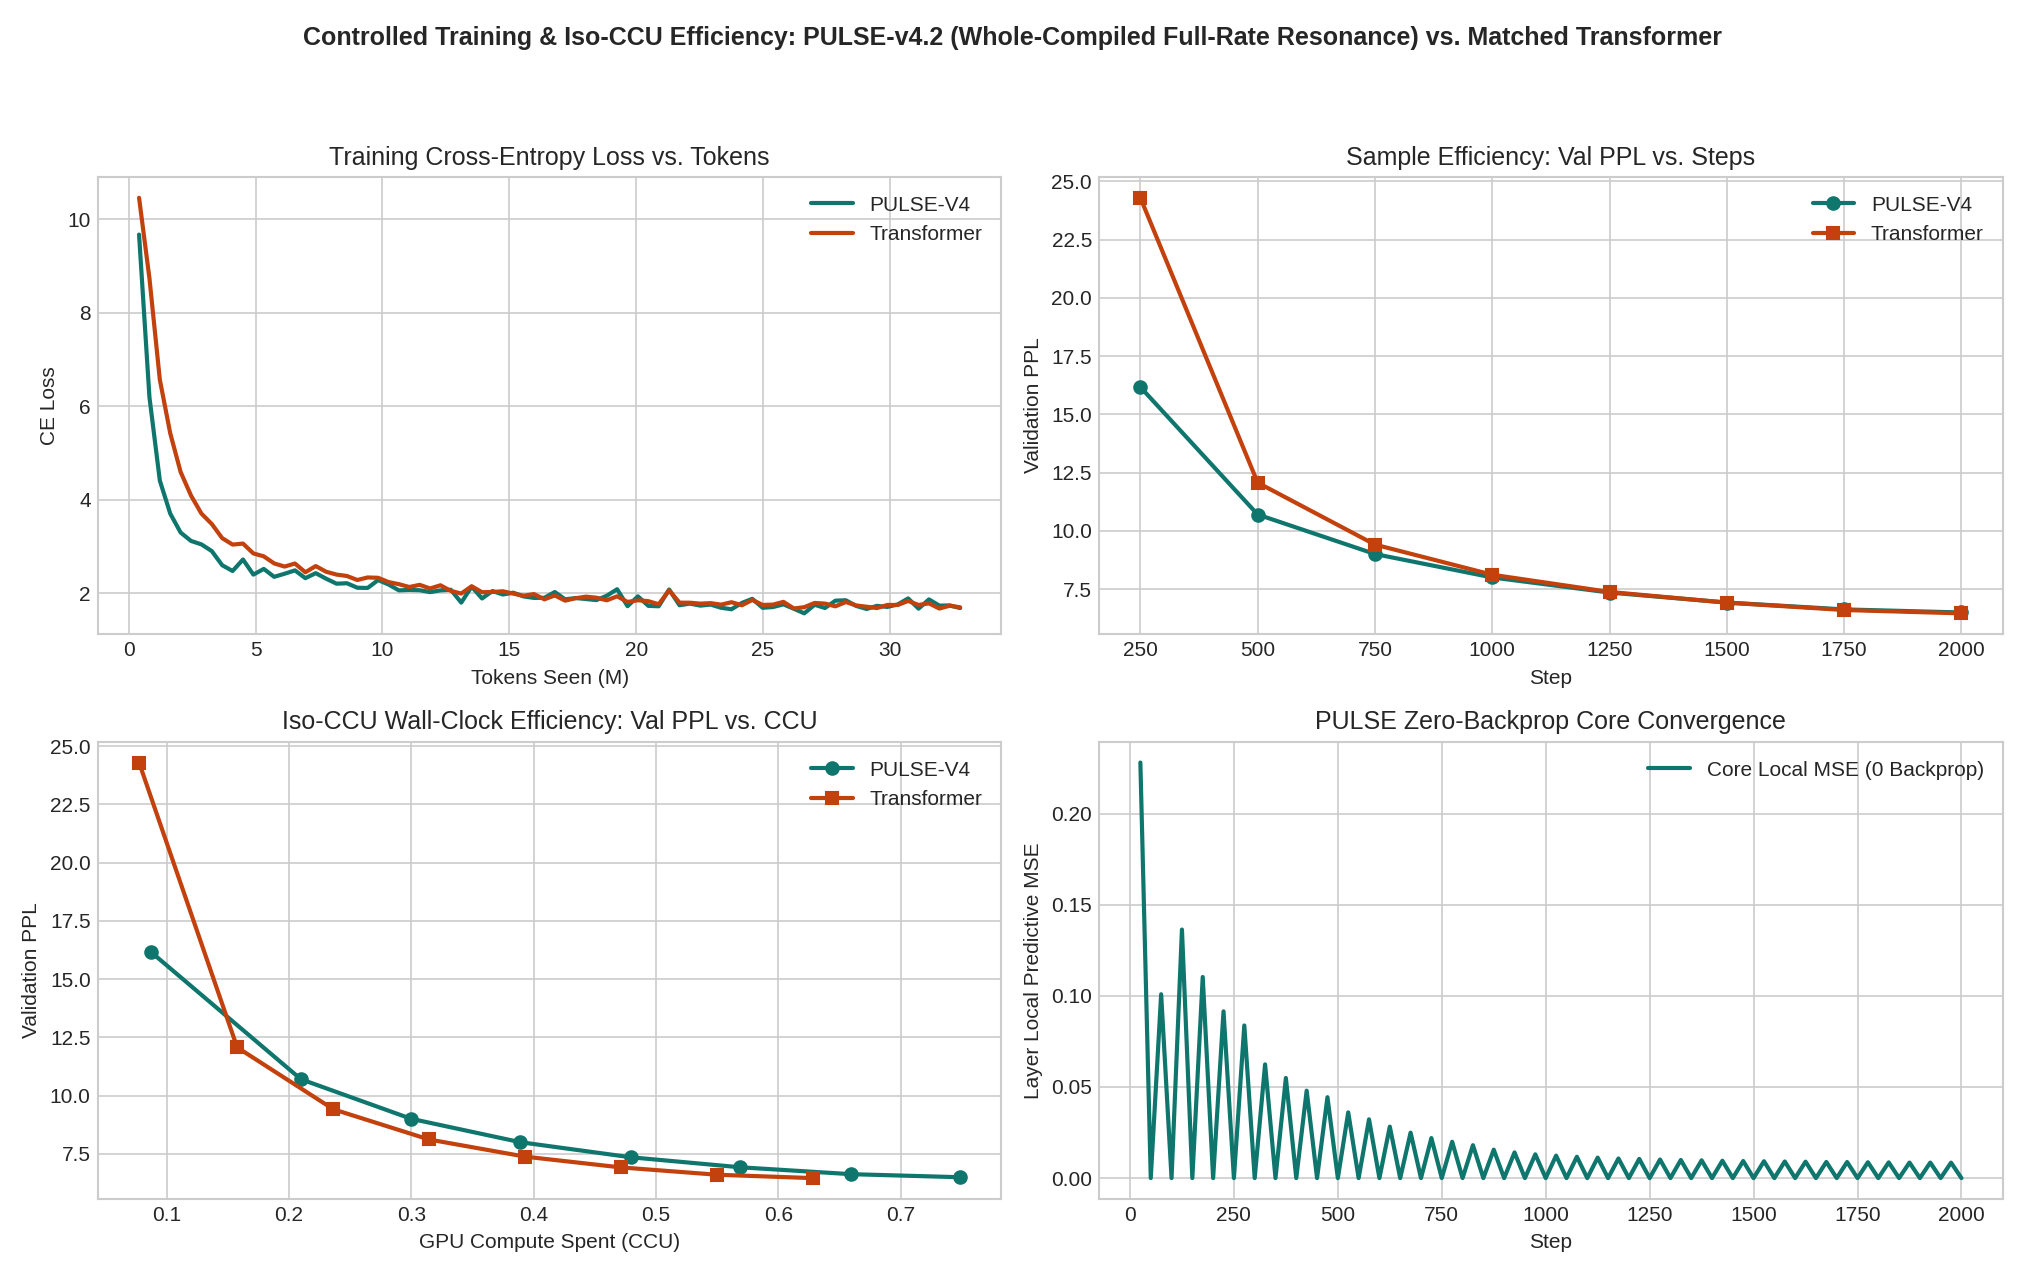 Controlled Training & Iso-CCU Efficiency: PULSE-v4.2 (Whole-Compiled Full-Rate Resonance) vs. Matched Transformer
Training Cross-Entropy Loss vs. Tokens
CE Loss
10
8
6
4
2
PULSE-V4
Transformer
0 5 10 15 20 25 30
Tokens Seen (M)
Sample Efficiency: Val PPL vs. Steps
Validation PPL
25.0
22.5
20.0
17.5
15.0
12.5
10.0
7.5
PULSE-V4
Transformer
250 500 750 1000 1250 1500 1750 2000
Step
Iso-CCU Wall-Clock Efficiency: Val PPL vs. CCU
Validation PPL
25.0
22.5
20.0
17.5
15.0
12.5
10.0
7.5
PULSE-V4
Transformer
0.1 0.2 0.3 0.4 0.5 0.6 0.7
GPU Compute Spent (CCU)
PULSE Zero-Backprop Core Convergence
Layer Local Predictive MSE
0.20
0.15
0.10
0.05
0.00
Core Local MSE (0 Backprop)
0 250 500 750 1000 1250 1500 1750 2000
Step